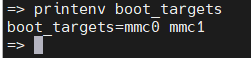 => printenv boot_targets
boot_targets=mmc0 mmc1
=>